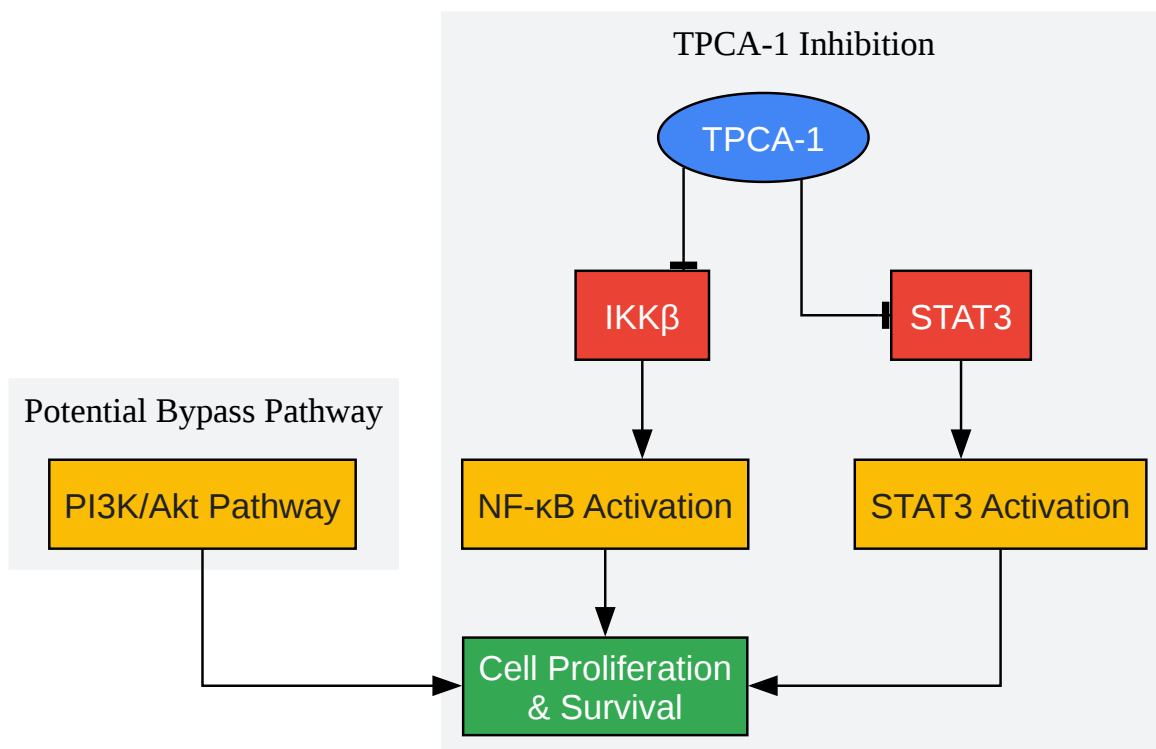 TPCA-1 Inhibition
TPCA-1
IKKβ
STAT3
Potential Bypass Pathway
PI3K/Akt Pathway
NF-κB Activation
STAT3 Activation
Cell Proliferation
& Survival